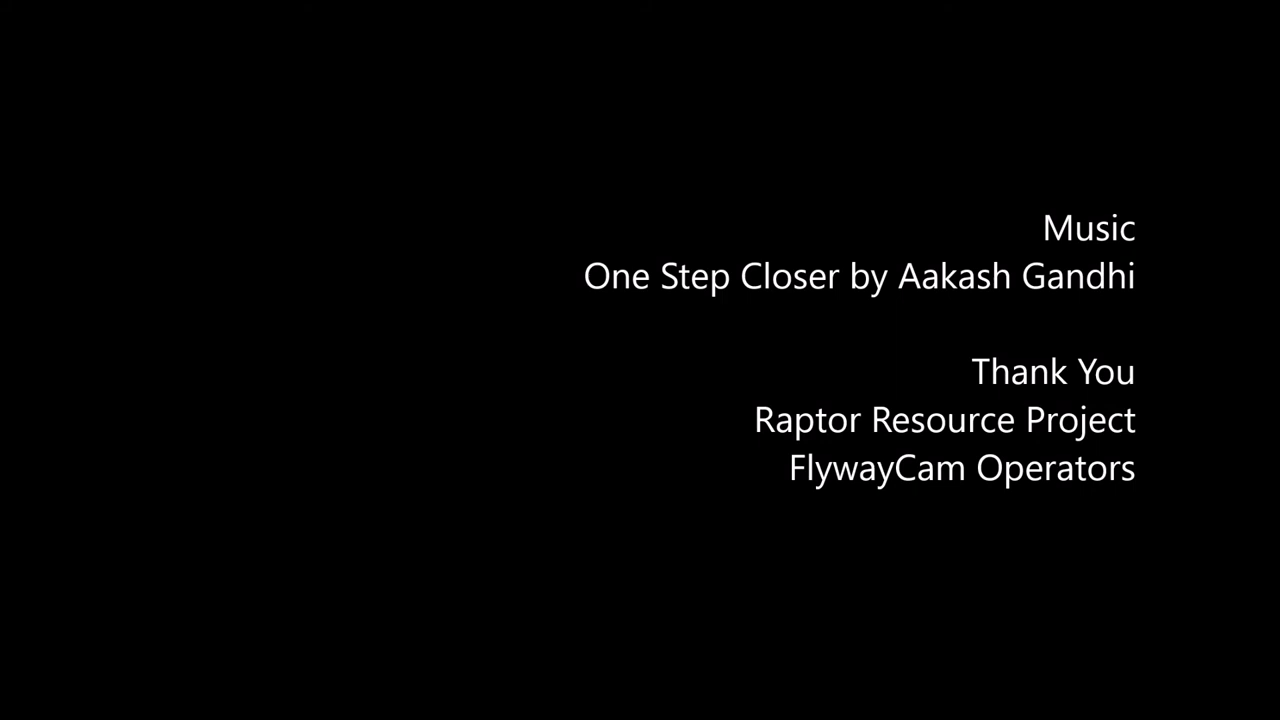 Music
One Step Closer by Aakash Gandhi
Thank You
Raptor Resource Project
FlywayCam Operators